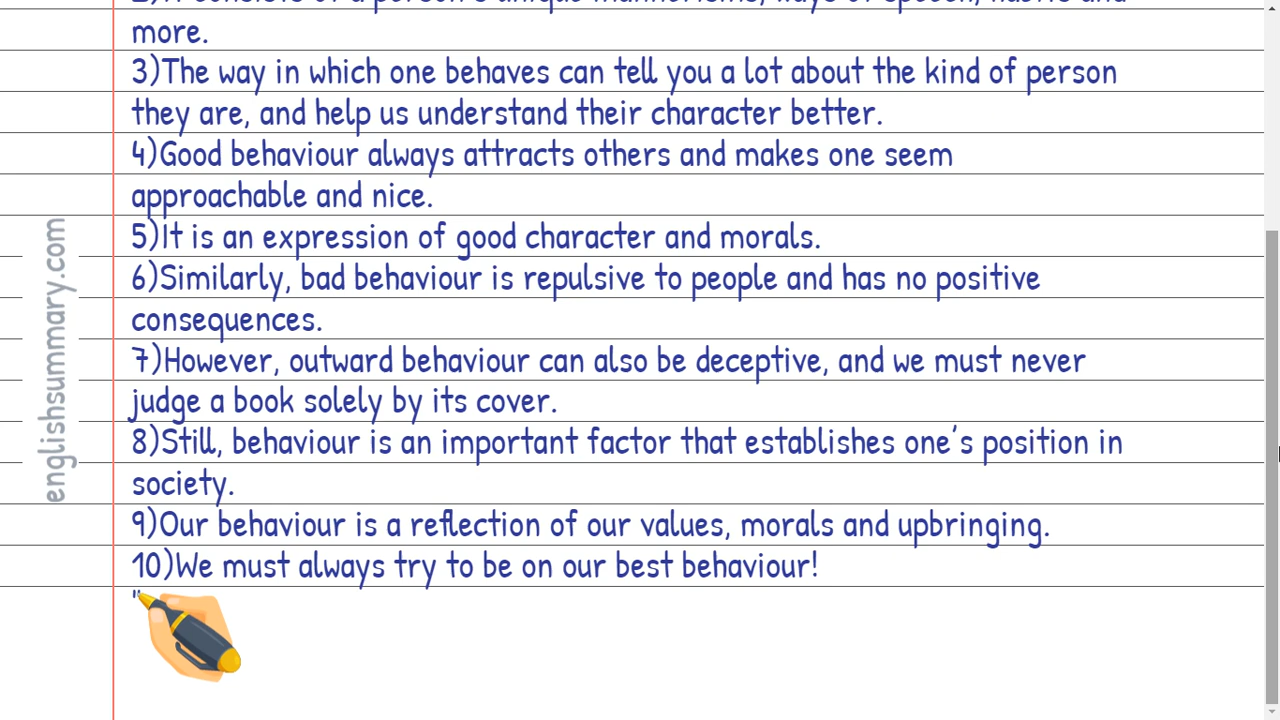 more.
3)The way in which one behaves can tell you a lot about the kind of person
they are, and help us understand their character better.
4)Good behaviour always attracts others and makes one seem
approachable and nice.
5)It is an expression of good character and morals.
6)Similarly, bad behaviour is repulsive to people and has no positive
consequences.
7)However, outward behaviour can also be deceptive, and we must never
judge a book solely by its cover.
8)Still, behaviour is an important factor that establishes one's position in
society.
9)Our behaviour is a reflection of our values, morals and upbringing.
10)We must always try to be on our best behaviour!
"
englishsummary.com